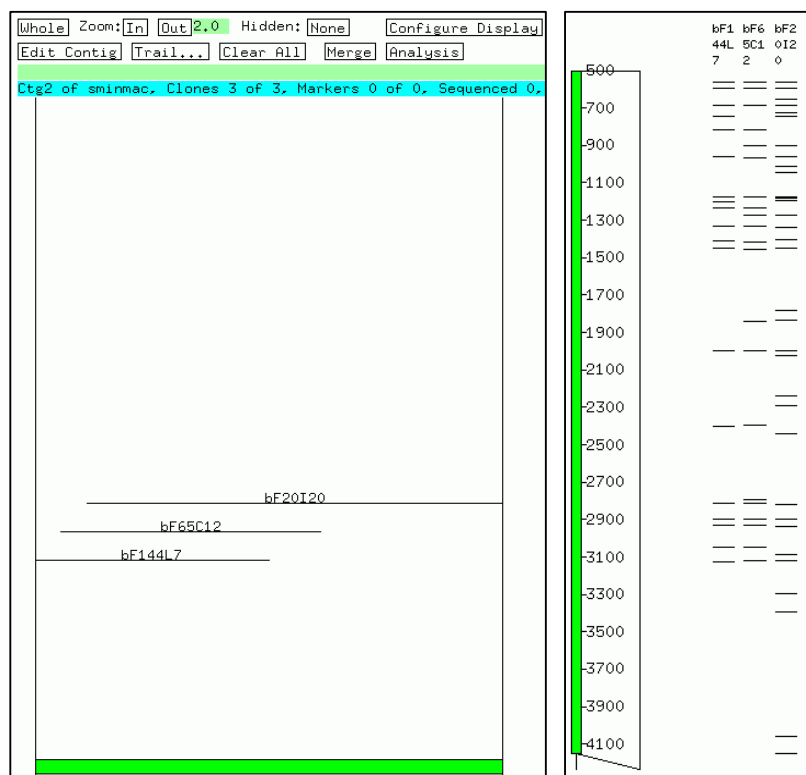 Whole Zoom: In Out 2.0 Hidden: None Configure Display
Edit Contig Trail... Clear All Merge Analysis
Ctg2 of sminmac, Clones 3 of 3, Markers 0 of 0, Sequenced 0,
bF20I20
bF65C12
bF144L7
bF1 bF6 bF2
44L 5C1 0I2
7 2 0
500
700
900
1100
1300
1500
1700
1900
2100
2300
2500
2700
2900
3100
3300
3500
3700
3900
4100